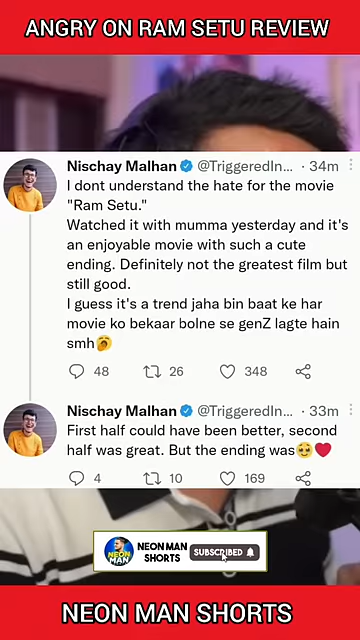 ANGRY ON RAM SETU REVIEW
Nischay Malhan @TriggeredIn... · 34m
I dont understand the hate for the movie
"Ram Setu."
Watched it with mumma yesterday and it's
an enjoyable movie with such a cute
ending. Definitely not the greatest film but
still good.
I guess it's a trend jaha bin baat ke har
movie ko bekaar bolne se genZ lagte hain
smh🥱
48 26 348
Nischay Malhan @TriggeredIn... · 33m
First half could have been better, second
half was great. But the ending was🥹❤️
4 10 169
NEON MAN
NEON MAN
SHORTS
SUBSCRIBED
NEON MAN SHORTS